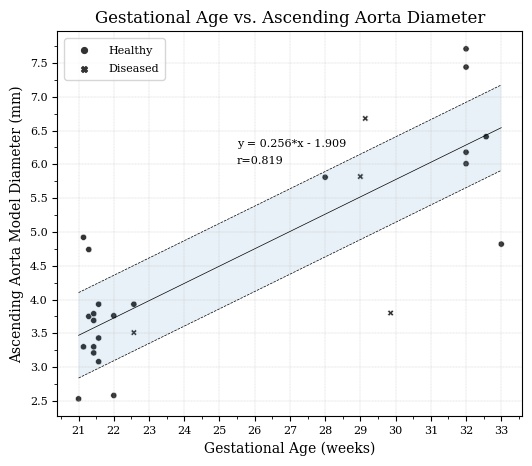 Gestational Age vs. Ascending Aorta Diameter
Healthy
Diseased
y = 0.256*x - 1.909
r=0.819
Ascending Aorta Model Diameter (mm)
7.5
7.0
6.5
6.0
5.5
5.0
4.5
4.0
3.5
3.0
2.5
21 22 23 24 25 26 27 28 29 30 31 32 33
Gestational Age (weeks)